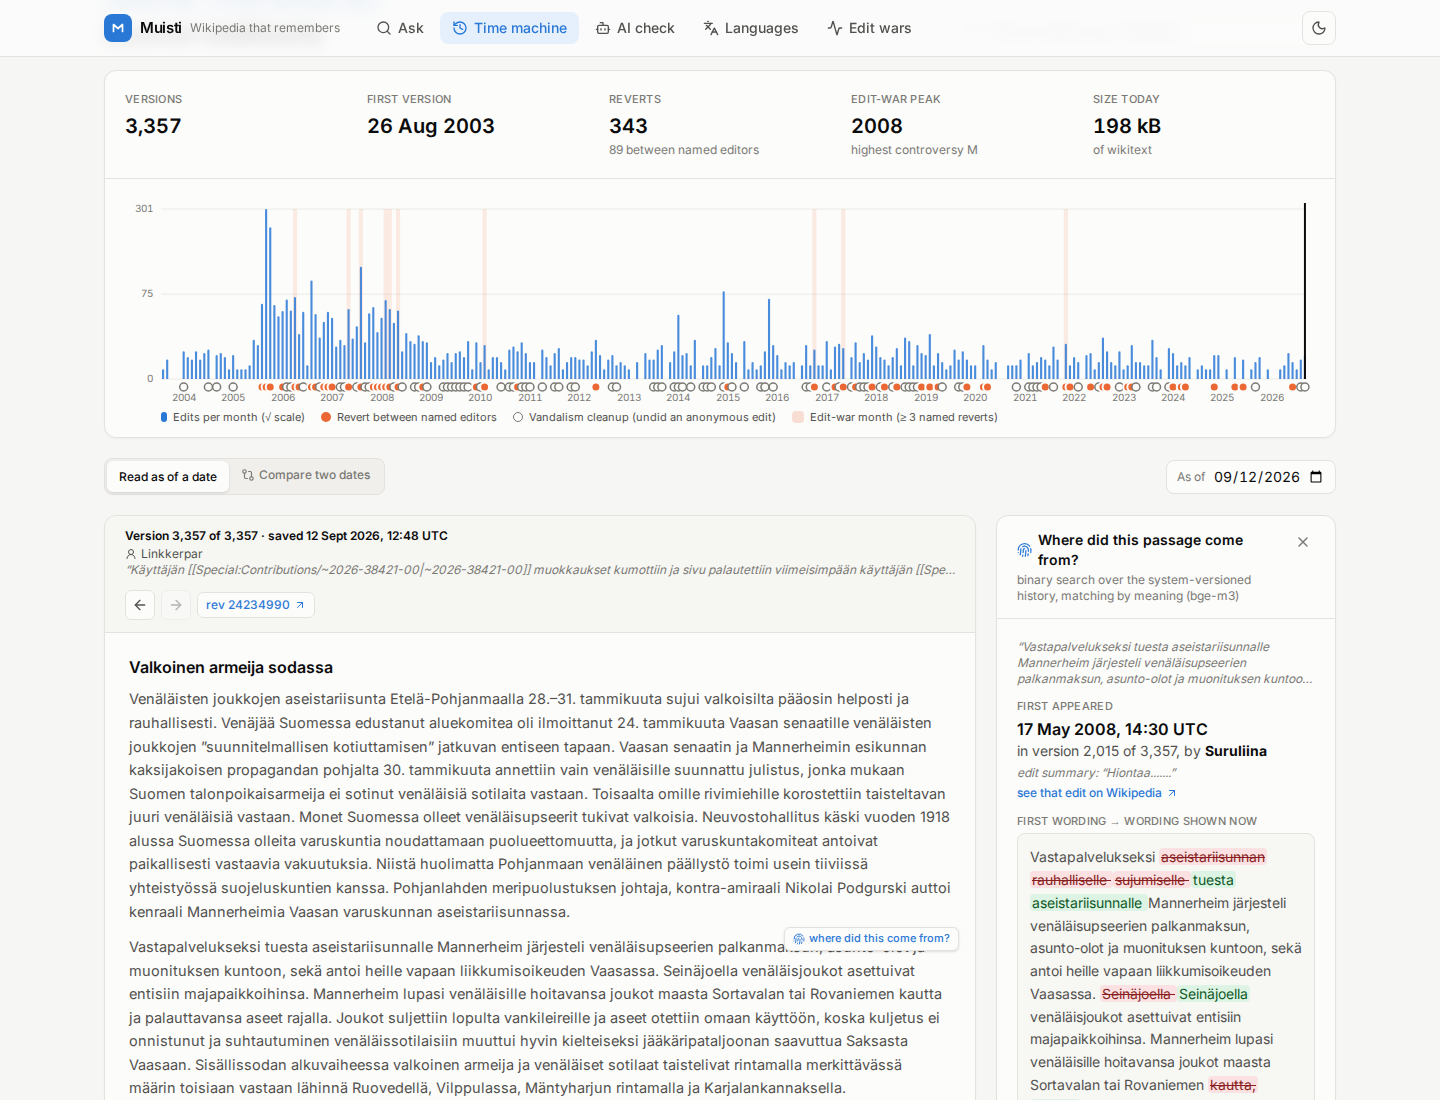 Muisti Wikipedia that remembers Ask Time machine AI check Languages Edit wars
VERSIONS FIRST VERSION REVERTS EDIT-WAR PEAK SIZE TODAY
3,357 26 Aug 2003 343 2008 198 kB
89 between named editors highest controversy M of wikitext
301
75
0
2004 2005 2006 2007 2008 2009 2010 2011 2012 2013 2014 2015 2016 2017 2018 2019 2020 2021 2022 2023 2024 2025 2026
Edits per month (√ scale) Revert between named editors Vandalism cleanup (undid an anonymous edit) Edit-war month (≥ 3 named reverts)
Read as of a date Compare two dates As of 09/12/2026
Version 3,357 of 3,357 · saved 12 Sept 2026, 12:48 UTC
Linkkerpar
“Käyttäjän [[Special:Contributions/~2026-38421-00|~2026-38421-00]] muokkaukset kumottiin ja sivu palautettiin viimeisimpään käyttäjän [[Spe…
rev 24234990
Valkoinen armeija sodassa
Venäläisten joukkojen aseistariisunta Etelä-Pohjanmaalla 28.–31. tammikuuta sujui valkoisilta pääosin helposti ja
rauhallisesti. Venäjää Suomessa edustanut aluekomitea oli ilmoittanut 24. tammikuuta Vaasan senaatille venäläisten
joukkojen ”suunnitelmallisen kotiuttamisen” jatkuvan entiseen tapaan. Vaasan senaatin ja Mannerheimin esikunnan
kaksijakoisen propagandan pohjalta 30. tammikuuta annettiin vain venäläisille suunnattu julistus, jonka mukaan
Suomen talonpoikaisarmeija ei sotinut venäläisiä sotilaita vastaan. Toisaalta omille rivimiehille korostettiin taisteltavan
juuri venäläisiä vastaan. Monet Suomessa olleet venäläisupseerit tukivat valkoisia. Neuvostohallitus käski vuoden 1918
alussa Suomessa olleita varuskuntia noudattamaan puolueettomuutta, ja jotkut varuskuntakomiteat antoivat
paikallisesti vastaavia vakuutuksia. Niistä huolimatta Pohjanmaan venäläinen päällystö toimi usein tiiviissä
yhteistyössä suojeluskuntien kanssa. Pohjanlahden meripuolustuksen johtaja, kontra-amiraali Nikolai Podgurski auttoi
kenraali Mannerheimia Vaasan varuskunnan aseistariisunnassa.
where did this come from?
Vastapalvelukseksi tuesta aseistariisunnalle Mannerheim järjesteli venäläisupseerien palkanmaksun, asunto-olot ja
muonituksen kuntoon, sekä antoi heille vapaan liikkumisoikeuden Vaasassa. Seinäjoella venäläisjoukot asettuivat
entisiin majapaikkoihinsa. Mannerheim lupasi venäläisille hoitavansa joukot maasta Sortavalan tai Rovaniemen kautta
ja palauttavansa aseet rajalla. Joukot suljettiin lopulta vankileireille ja aseet otettiin omaan käyttöön, koska kuljetus ei
onnistunut ja suhtautuminen venäläissotilaisiin muuttui hyvin kielteiseksi jääkäripataljoonan saavuttua Saksasta
Vaasaan. Sisällissodan alkuvaiheessa valkoinen armeija ja venäläiset sotilaat taistelivat rintamalla merkittävässä
määrin toisiaan vastaan lähinnä Ruovedellä, Vilppulassa, Mäntyharjun rintamalla ja Karjalankannaksella.
Where did this passage come
from?
binary search over the system-versioned
history, matching by meaning (bge-m3)
“Vastapalvelukseksi tuesta aseistariisunnalle
Mannerheim järjesteli venäläisupseerien
palkanmaksun, asunto-olot ja muonituksen kuntoo…
FIRST APPEARED
17 May 2008, 14:30 UTC
in version 2,015 of 3,357, by Suruliina
edit summary: “Hiontaa.......”
see that edit on Wikipedia
FIRST WORDING → WORDING SHOWN NOW
Vastapalvelukseksi aseistariisunnan
rauhalliselle sujumiselle tuesta
aseistariisunnalle Mannerheim järjesteli
venäläisupseerien palkanmaksun,
asunto-olot ja muonituksen kuntoon, sekä
antoi heille vapaan liikkumisoikeuden
Vaasassa. Seinäjoella Seinäjoella
venäläisjoukot asettuivat entisiin
majapaikkoihinsa. Mannerheim lupasi
venäläisille hoitavansa joukot maasta
Sortavalan tai Rovaniemen kautta,